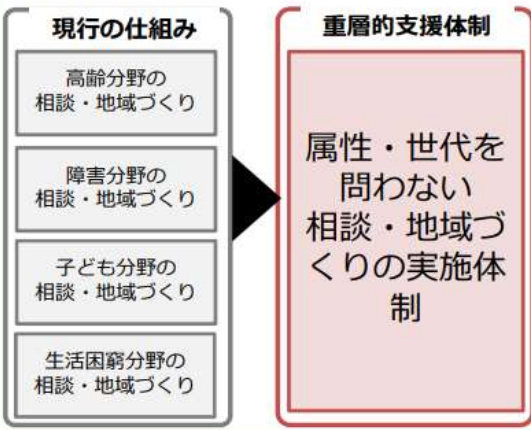 現行の仕組み
高齢分野の
相談・地域づくり
障害分野の
相談・地域づくり
子ども分野の
相談・地域づくり
生活困窮分野の
相談・地域づくり
重層的支援体制
属性・世代を
問わない
相談・地域づ
くりの実施体
制